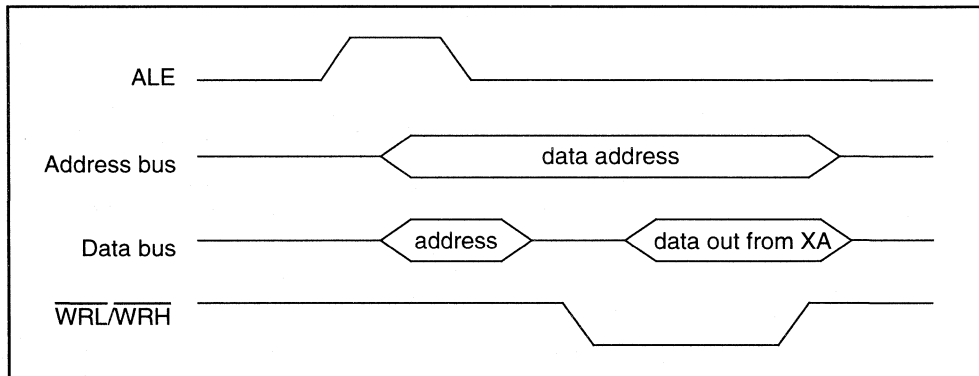 ALE
Address bus
data address
Data bus
address
data out from XA
WRL/WRH